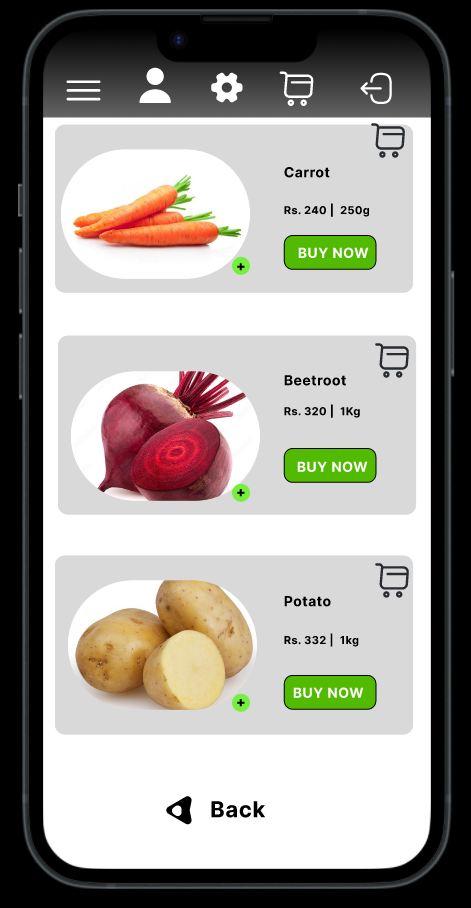 Carrot
Rs. 240 | 250g
BUY NOW
Beetroot
Rs. 320 | 1Kg
BUY NOW
Potato
Rs. 332 | 1kg
BUY NOW
Back